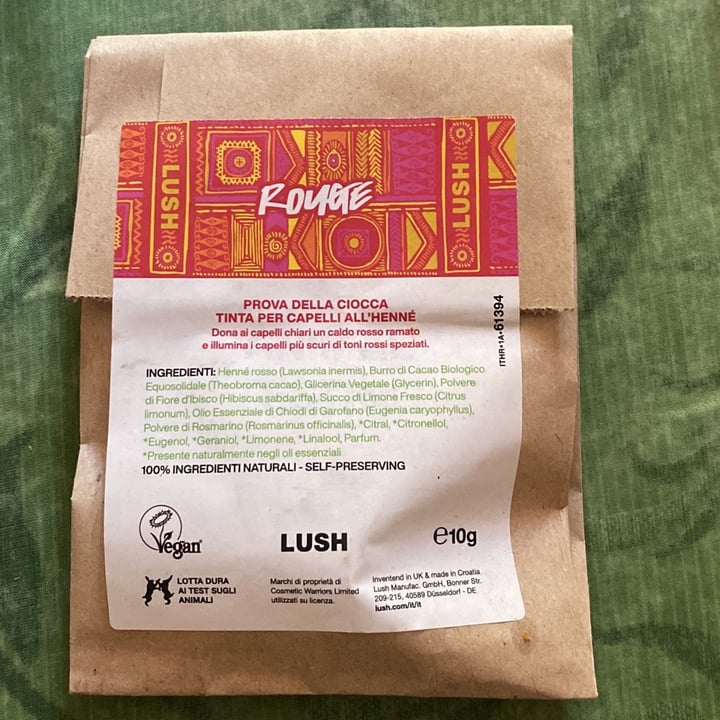 LUSH
ROUGE
LUSH
PROVA DELLA CIOCCA
TINTA PER CAPELLI ALL'HENNÉ
Dona ai capelli chiari un caldo rosso ramato
e illumina i capelli più scuri di toni rossi speziati.
ITHR•1A•61394
INGREDIENTI: Henné rosso (Lawsonia inermis), Burro di Cacao Biologico
Equosolidale (Theobroma cacao), Glicerina Vegetale (Glycerin), Polvere
di Fiore d'Ibisco (Hibiscus sabdariffa), Succo di Limone Fresco (Citrus
limonum), Olio Essenziale di Chiodi di Garofano (Eugenia caryophyllus),
Polvere di Rosmarino (Rosmarinus officinalis), *Citral, *Citronellol,
*Eugenol, *Geraniol, *Limonene, *Linalool, Parfum.
*Presente naturalmente negli oli essenziali
100% INGREDIENTI NATURALI - SELF-PRESERVING
Vegan
LUSH
℮10g
LOTTA DURA
AI TEST SUGLI
ANIMALI
Marchi di proprietà di
Cosmetic Warriors Limited
utilizzati su licenza.
Inventend in UK & made in Croatia
Lush Manufac. GmbH, Bonner Str.
209-215, 40589 Düsseldorf - DE
lush.com/it/it